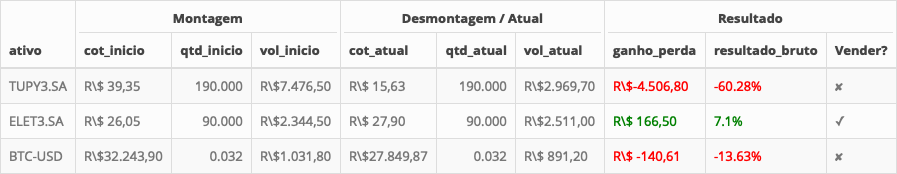 Montagem Desmontagem / Atual Resultado
ativo cot_inicio qtd_inicio vol_inicio cot_atual qtd_atual vol_atual ganho_perda resultado_bruto Vender?
TUPY3.SA R\$ 39,35 190.000 R\$7.476,50 R\$ 15,63 190.000 R\$2.969,70 R\$-4.506,80 -60.28% ✘
ELET3.SA R\$ 26,05 90.000 R\$2.344,50 R\$ 27,90 90.000 R\$2.511,00 R\$ 166,50 7.1% ✓
BTC-USD R\$32.243,90 0.032 R\$1.031,80 R\$27.849,87 0.032 R\$ 891,20 R\$ -140,61 -13.63% ✘